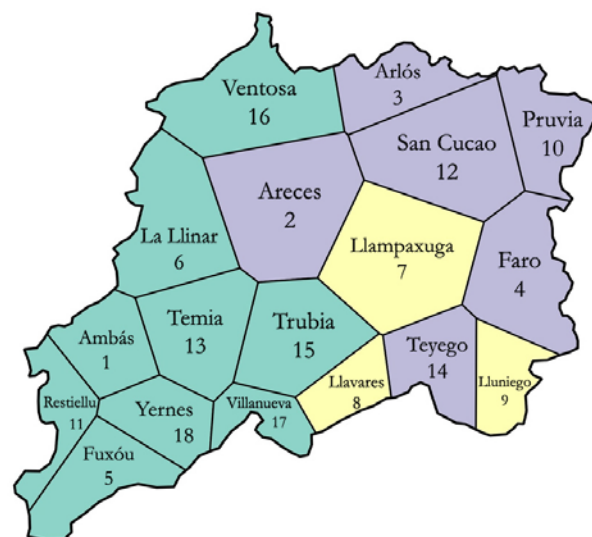 Ventosa
16
Arlós
3
Pruvia
10
San Cucao
12
Areces
2
La Llinar
6
Llampaxuga
7
Faro
4
Ambás
1
Temia
13
Trubia
15
Teyego
14
Llavares
8
Lluniego
9
Restiellu
11
Yernes
18
Villanueva
17
Fuxóu
5